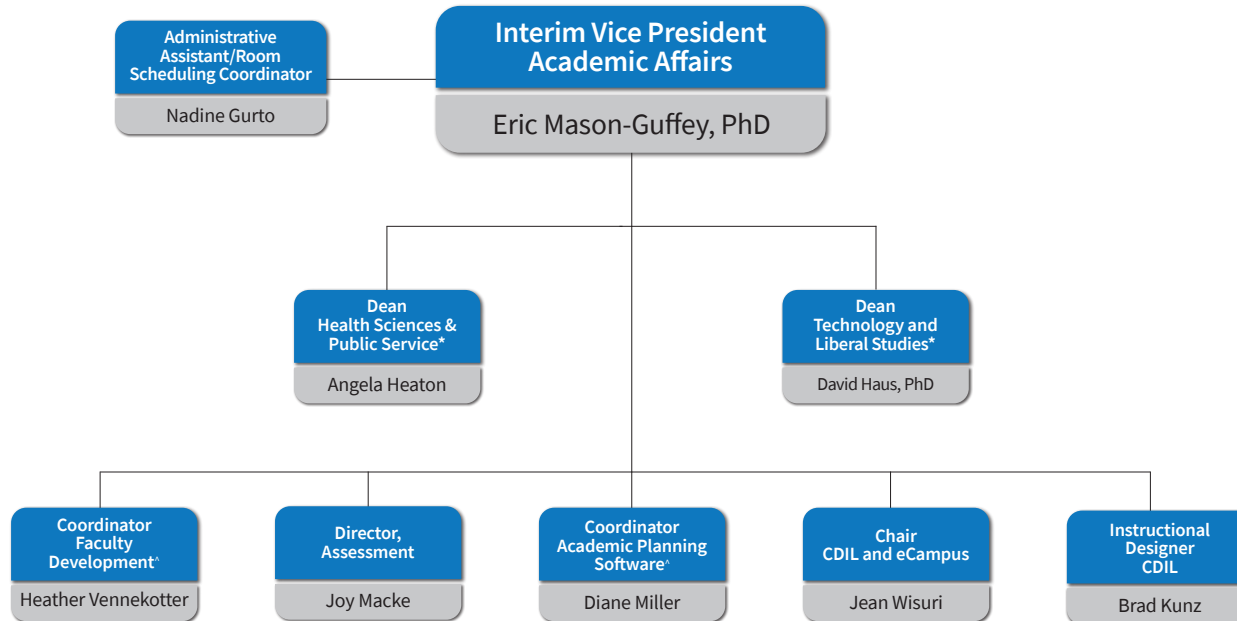 Administrative
Assistant/Room
Scheduling Coordinator
Nadine Gurto
Interim Vice President
Academic Affairs
Eric Mason-Guffey, PhD
Dean
Health Sciences &
Public Service*
Angela Heaton
Dean
Technology and
Liberal Studies*
David Haus, PhD
Coordinator
Faculty
Development^
Heather Vennekotter
Director,
Assessment
Joy Macke
Coordinator
Academic Planning
Software^
Diane Miller
Chair
CDIL and eCampus
Jean Wisuri
Instructional
Designer
CDIL
Brad Kunz